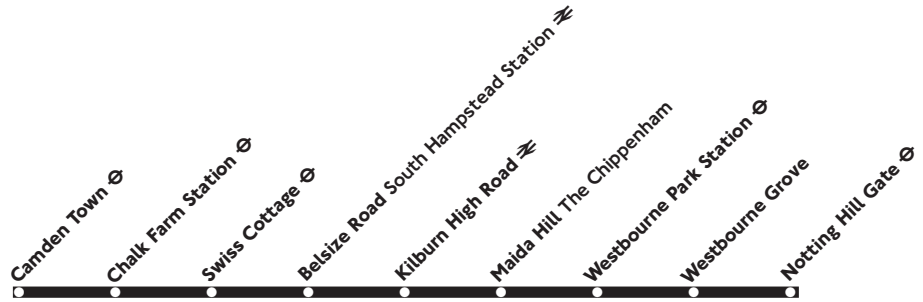 Camden Town
Chalk Farm Station
Swiss Cottage
Belsize Road South Hampstead Station
Kilburn High Road
Maida Hill The Chippenham
Westbourne Park Station
Westbourne Grove
Notting Hill Gate